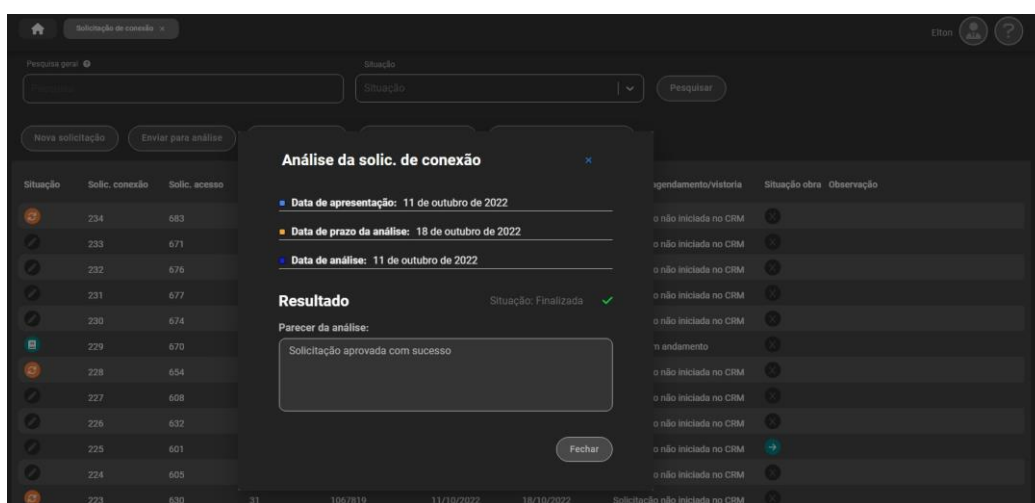 Solicitação de conexão ×
Elton
Pesquisa geral
Situação
Pesquisar
Situação
Pesquisar
Nova solicitação
Enviar para análise
Análise da solic. de conexão ×
Situação Solic. conexão Solic. acesso gendamento/vistoria Situação obra Observação
Data de apresentação: 11 de outubro de 2022
234 683 o não iniciada no CRM
Data de prazo da análise: 18 de outubro de 2022
233 671 o não iniciada no CRM
Data de análise: 11 de outubro de 2022
232 676 o não iniciada no CRM
231 677 o não iniciada no CRM
Resultado Situação: Finalizada
230 674 o não iniciada no CRM
Parecer da análise:
229 670 m andamento
Solicitação aprovada com sucesso
228 654 o não iniciada no CRM
227 608 o não iniciada no CRM
226 632 o não iniciada no CRM
225 601 o não iniciada no CRM
Fechar
224 605 o não iniciada no CRM
223 630 31 1067819 11/10/2022 18/10/2022 Solicitação não iniciada no CRM